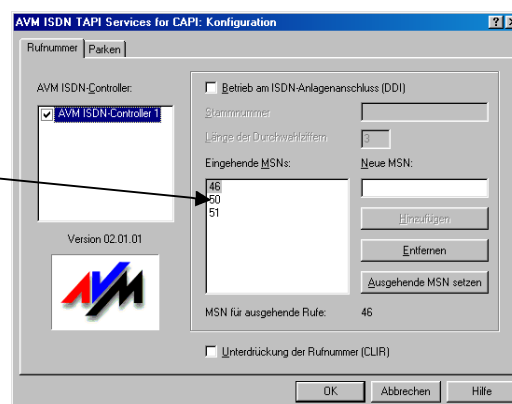 AVM ISDN TAPI Services for CAPI: Konfiguration
Rufnummer
Parken
AVM ISDN-Controller:
AVM ISDN-Controller 1
Version 02.01.01
AVM
Betrieb am ISDN-Anlagenanschluss (DDI)
Stammnummer
Länge der Durchwahlziffern
3
Eingehende MSNs:
Neue MSN:
46
50
51
Hinzufügen
Entfernen
Ausgehende MSN setzen
MSN für ausgehende Rufe:
46
Unterdrückung der Rufnummer (CLIR)
OK
Abbrechen
Hilfe